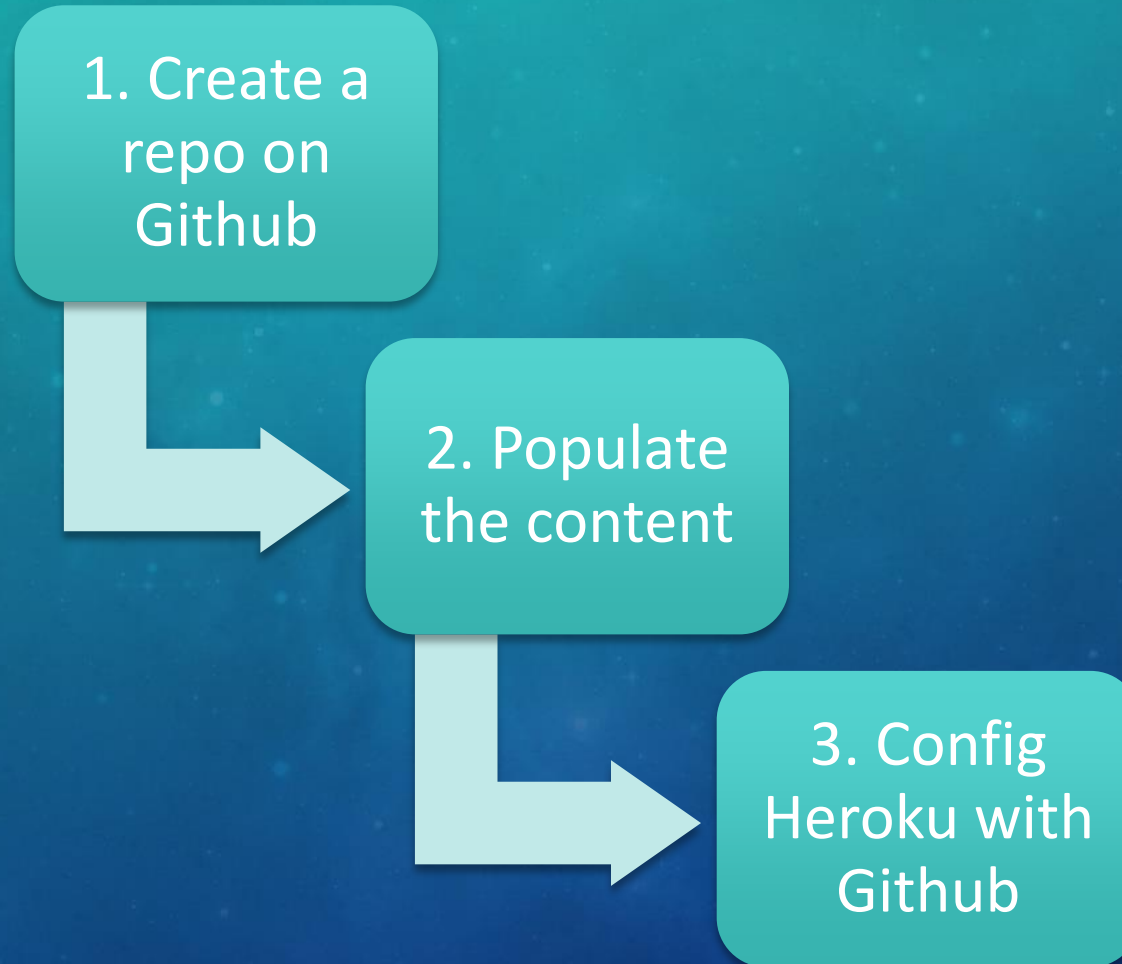 1. Create a
repo on
Github
2. Populate
the content
3. Config
Heroku with
Github